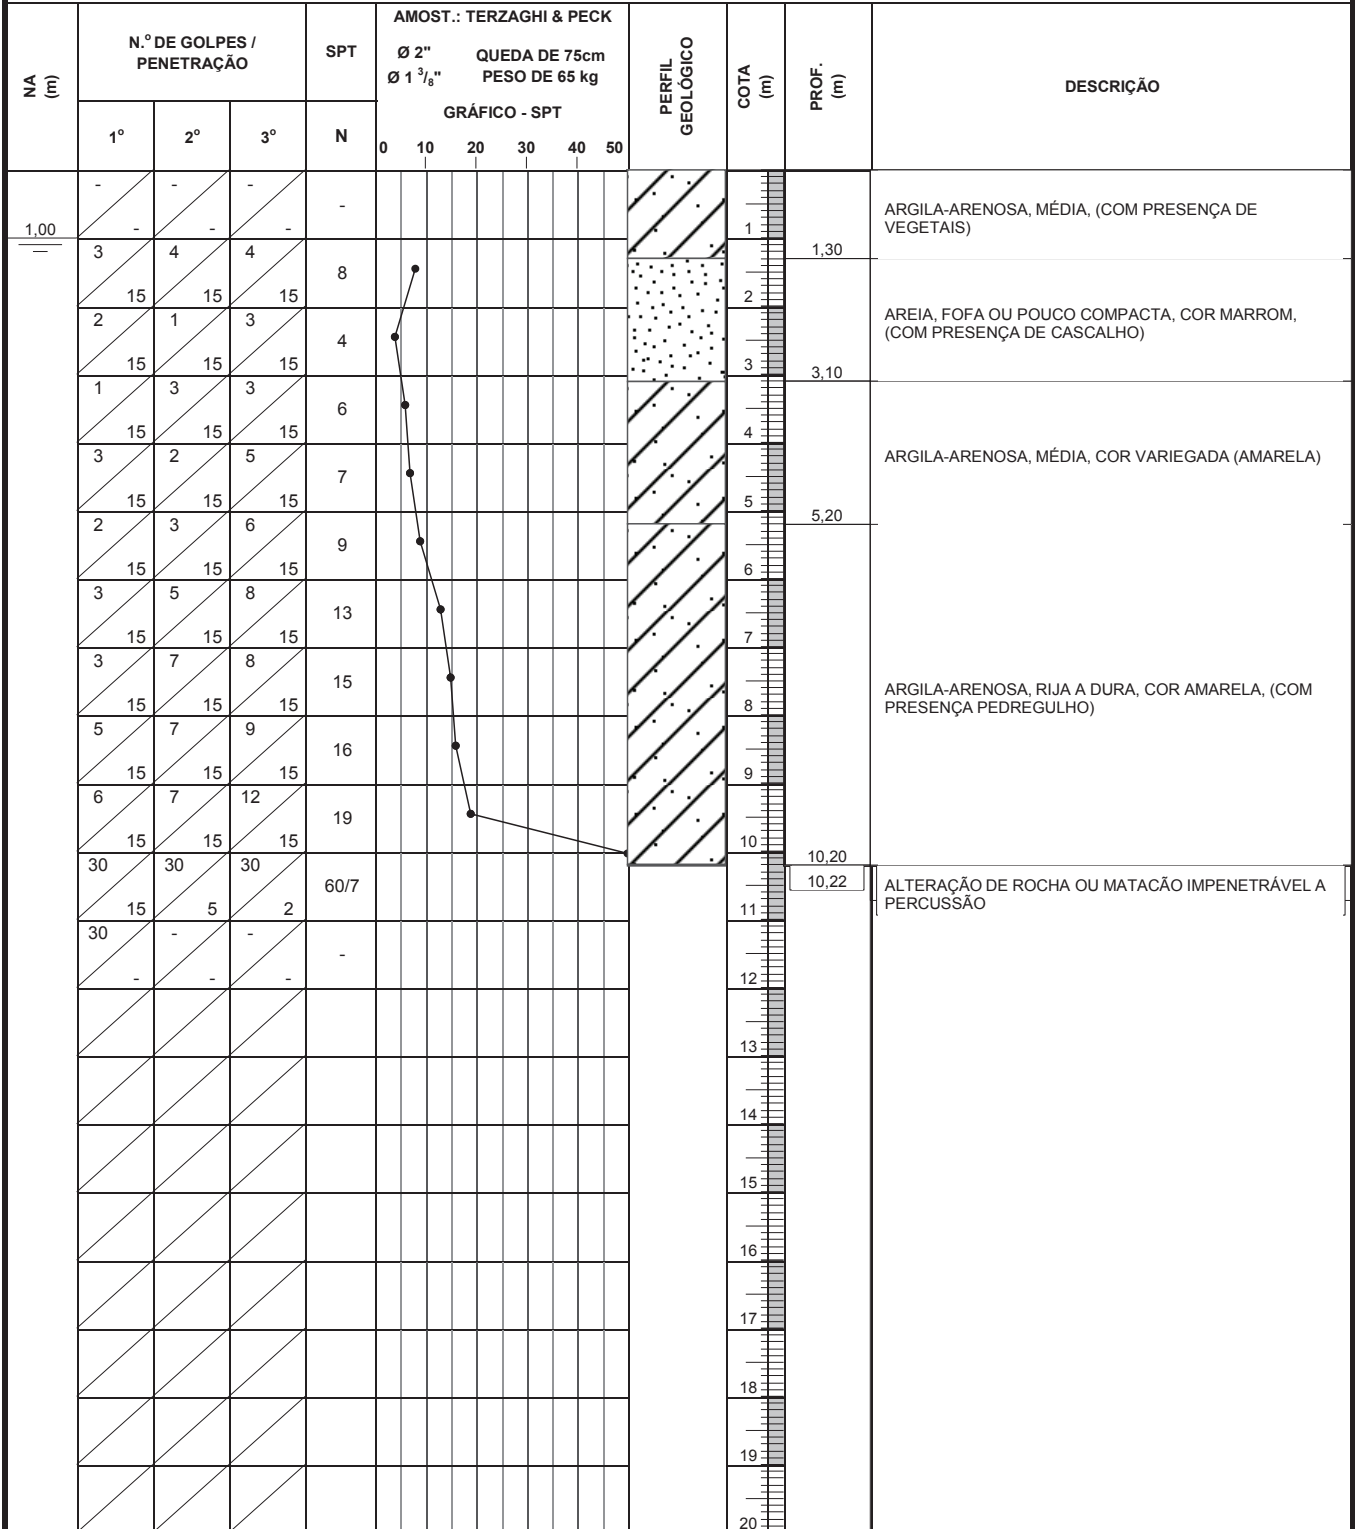 AMOST.: TERZAGHI & PECK
N.º DE GOLPES /
PENETRAÇÃO
SPT
Ø 2"
QUEDA DE 75cm
Ø 1 3/8"
PESO DE 65 kg
NA
(m)
PERFIL
GEOLÓGICO
COTA
(m)
PROF.
(m)
DESCRIÇÃO
GRÁFICO - SPT
1º 2º 3º N
0 10 20 30 40 50
- - -
-
- - -
1,00
1
ARGILA-ARENOSA, MÉDIA, (COM PRESENÇA DE
VEGETAIS)
1,30
3 4 4
8
15 15 15
2
AREIA, FOFA OU POUCO COMPACTA, COR MARROM,
(COM PRESENÇA DE CASCALHO)
2 1 3
4
15 15 15
3
3,10
1 3 3
6
15 15 15
4
ARGILA-ARENOSA, MÉDIA, COR VARIEGADA (AMARELA)
3 2 5
7
15 15 15
5
5,20
2 3 6
9
15 15 15
6
3 5 8
13
15 15 15
7
3 7 8
15
15 15 15
8
ARGILA-ARENOSA, RIJA A DURA, COR AMARELA, (COM
PRESENÇA PEDREGULHO)
5 7 9
16
15 15 15
9
6 7 12
19
15 15 15
10
10,20
30 30 30
60/7
15 5 2
11
10,22
ALTERAÇÃO DE ROCHA OU MATACÃO IMPENETRÁVEL A
PERCUSSÃO
30 - -
-
- - -
12
13
14
15
16
17
18
19
20